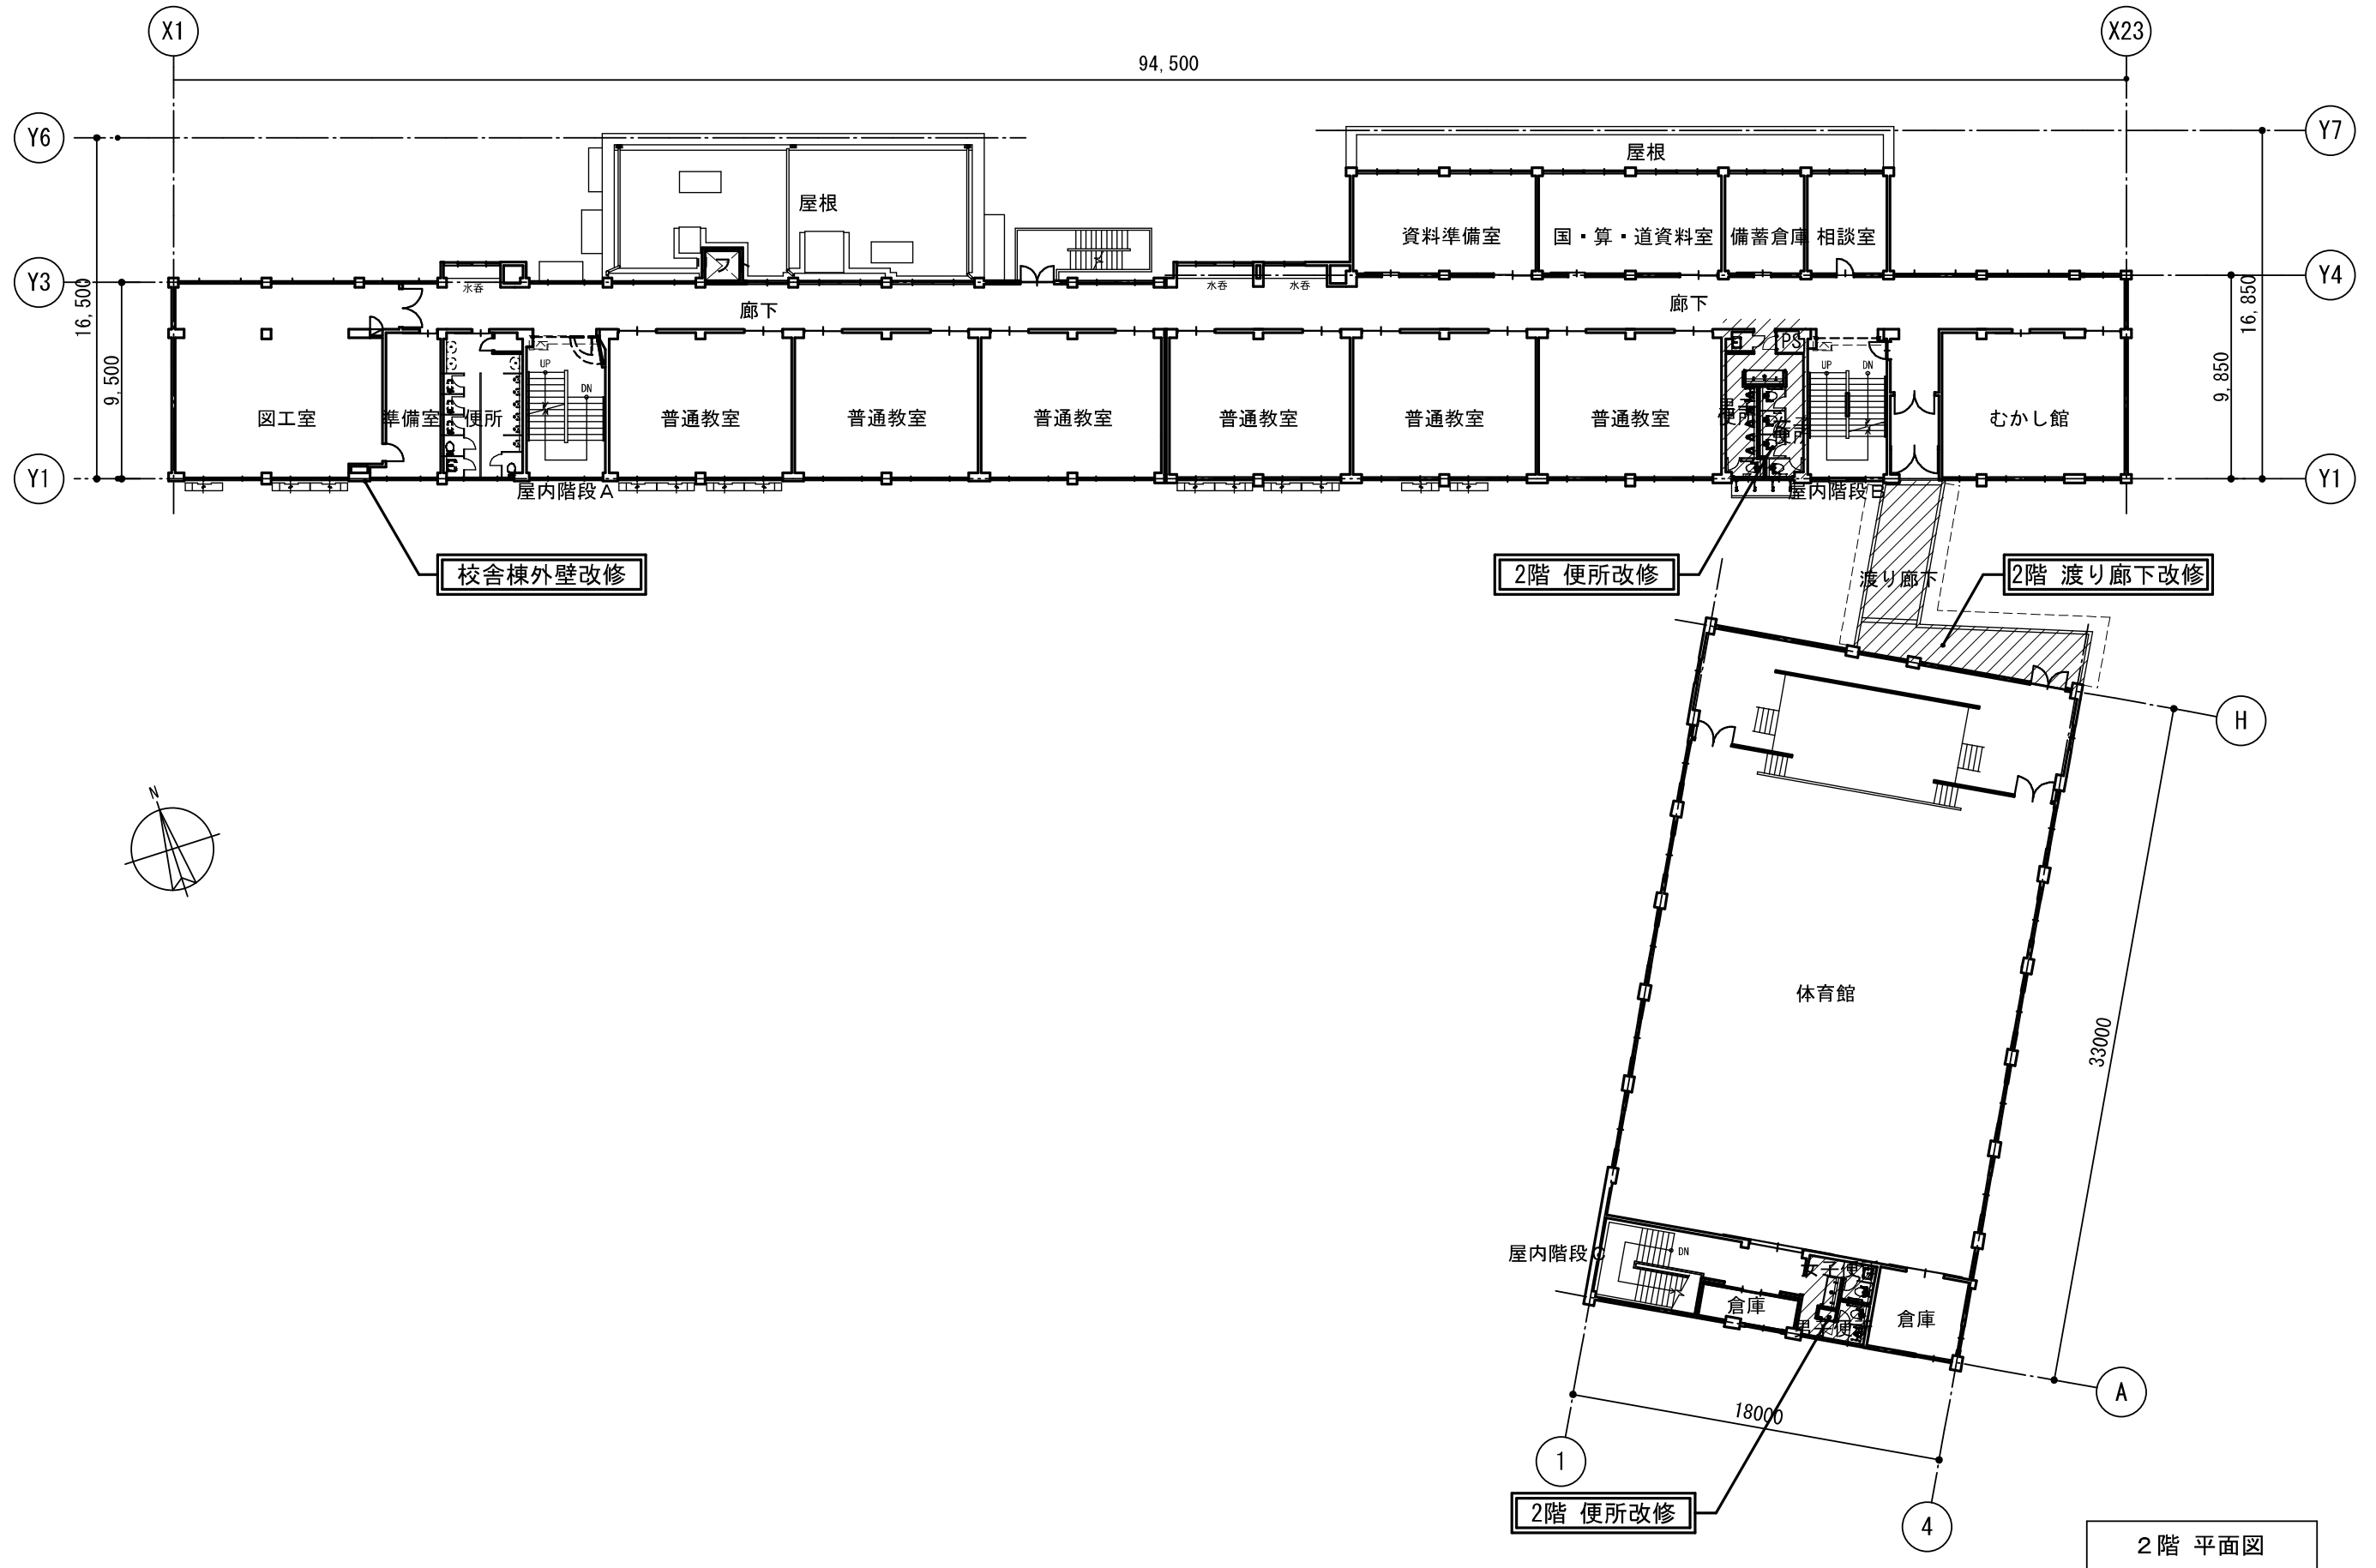 X1
X23
94,500
Y6
Y7
屋根
屋根
資料準備室
国・算・道資料室
備蓄倉庫
相談室
Y3
Y4
16,500
水呑
水呑
水呑
16,850
廊下
廊下
9,500
UP
DN
PS
UP
DN
9,850
図工室
準備室
便所
普通教室
普通教室
普通教室
普通教室
普通教室
普通教室
便所
便所
むかし館
Y1
屋内階段A
屋内階段B
Y1
校舎棟外壁改修
2階 便所改修
渡り廊下
2階 渡り廊下改修
H
N
体育館
33000
屋内階段C
DN
女子便
倉庫
男子便
倉庫
A
18000
1
2階 便所改修
4
2階 平面図